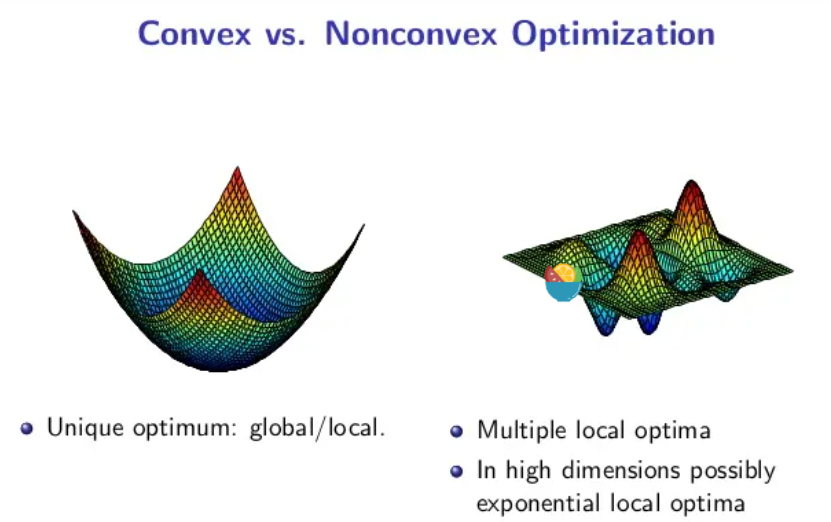 Convex vs. Nonconvex Optimization
Unique optimum: global/local.
Multiple local optima
In high dimensions possibly
exponential local optima